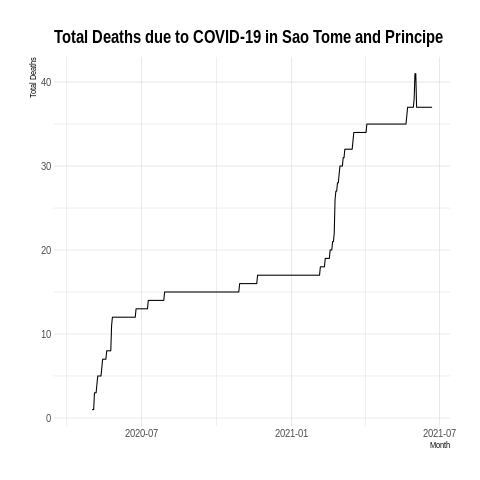 Total Deaths due to COVID-19 in Sao Tome and Principe
Total Deaths
40
30
20
10
0
2020-07
2021-01
2021-07
Month